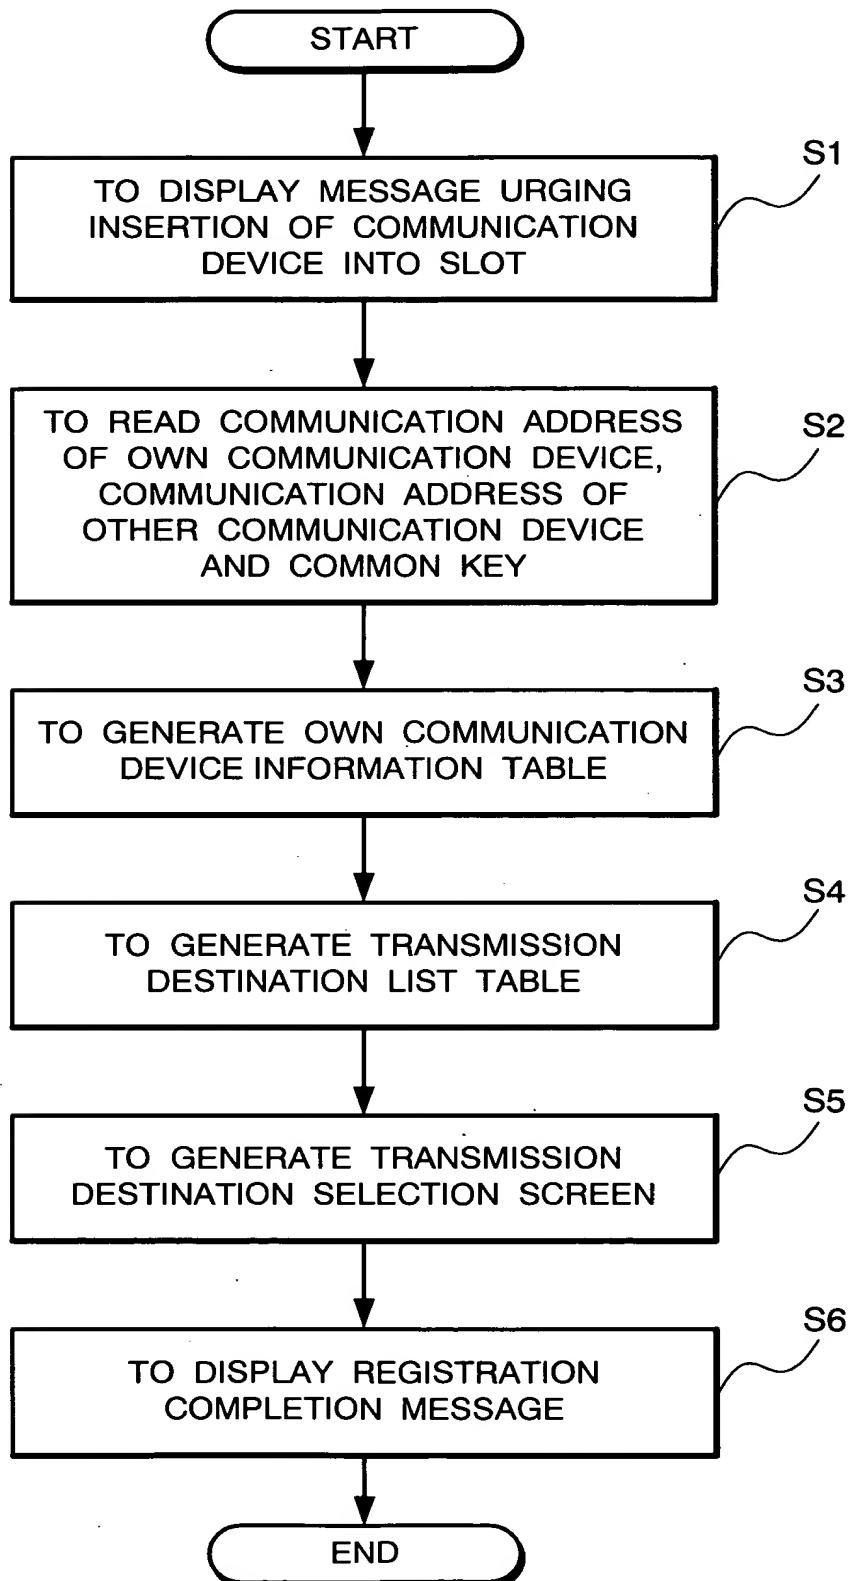 START
S1
TO DISPLAY MESSAGE URGING
INSERTION OF COMMUNICATION
DEVICE INTO SLOT
S2
TO READ COMMUNICATION ADDRESS
OF OWN COMMUNICATION DEVICE,
COMMUNICATION ADDRESS OF
OTHER COMMUNICATION DEVICE
AND COMMON KEY
S3
TO GENERATE OWN COMMUNICATION
DEVICE INFORMATION TABLE
S4
TO GENERATE TRANSMISSION
DESTINATION LIST TABLE
S5
TO GENERATE TRANSMISSION
DESTINATION SELECTION SCREEN
S6
TO DISPLAY REGISTRATION
COMPLETION MESSAGE
END